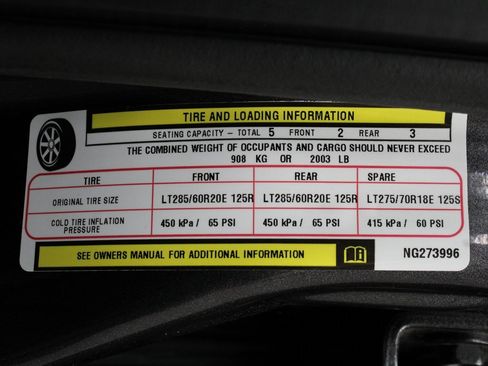 TIRE AND LOADING INFORMATION
SEATING CAPACITY – TOTAL 5 FRONT 2 REAR 3
THE COMBINED WEIGHT OF OCCUPANTS AND CARGO SHOULD NEVER EXCEED
908 KG OR 2003 LB
TIRE FRONT REAR SPARE
ORIGINAL TIRE SIZE LT285/60R20E 125R LT285/60R20E 125R LT275/70R18E 125S
COLD TIRE INFLATION PRESSURE 450 kPa / 65 PSI 450 kPa / 65 PSI 415 kPa / 60 PSI
SEE OWNERS MANUAL FOR ADDITIONAL INFORMATION NG273996